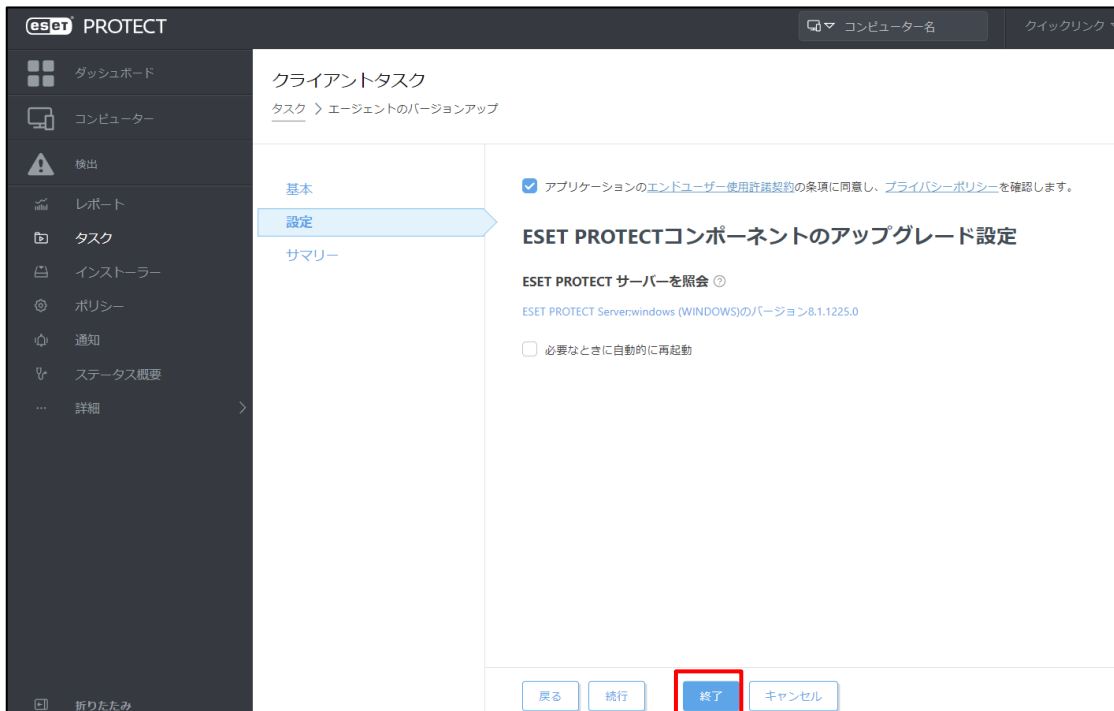 eset PROTECT
コンピューター名
クイックリンク
ダッシュボード
コンピューター
検出
レポート
タスク
インストーラー
ポリシー
通知
ステータス概要
詳細
折りたたみ
クライアントタスク
タスク > エージェントのバージョンアップ
基本
設定
サマリー
アプリケーションのエンドユーザー使用許諾契約の条項に同意し、プライバシーポリシーを確認します。
ESET PROTECTコンポーネントのアップグレード設定
ESET PROTECT サーバーを照会 ?
ESET PROTECT Server;windows (WINDOWS)のバージョン8.1.1225.0
必要なときに自動的に再起動
戻る 続行 終了 キャンセル